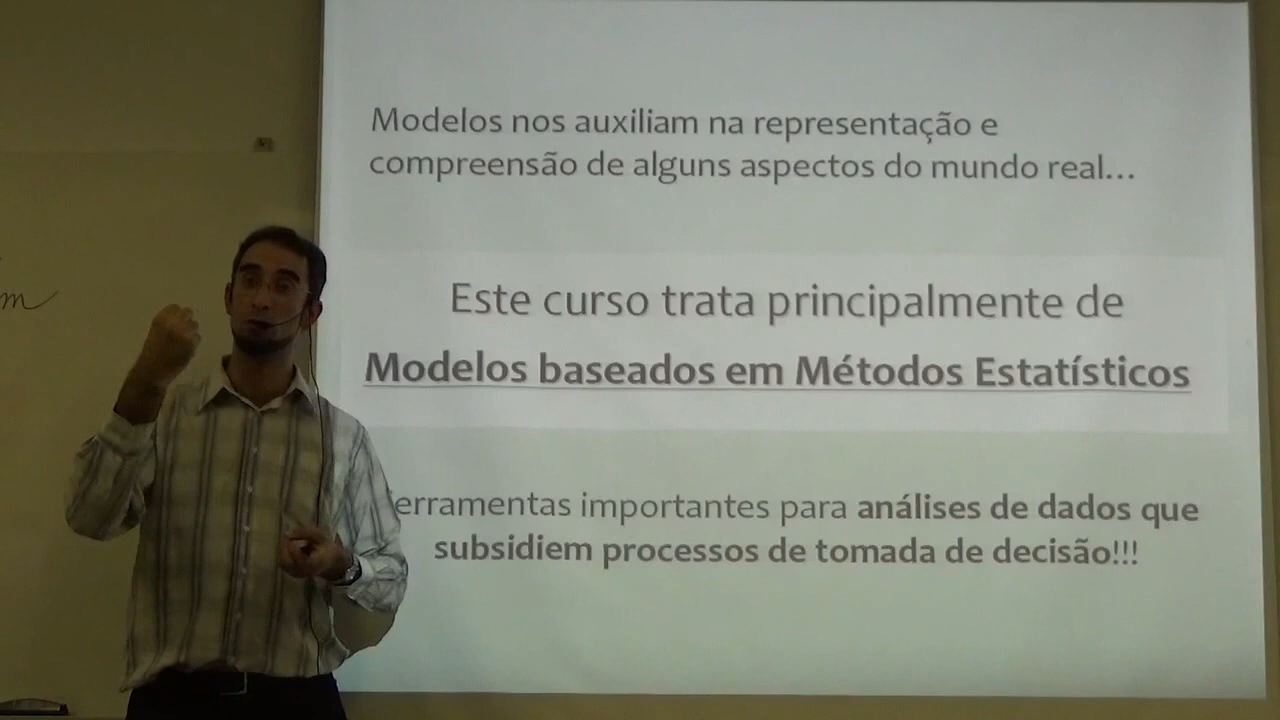 Modelos nos auxiliam na representação e
compreensão de alguns aspectos do mundo real...
Este curso trata principalmente de
Modelos baseados em Métodos Estatísticos
erramentas importantes para análises de dados que
subsidiem processos de tomada de decisão!!!
m